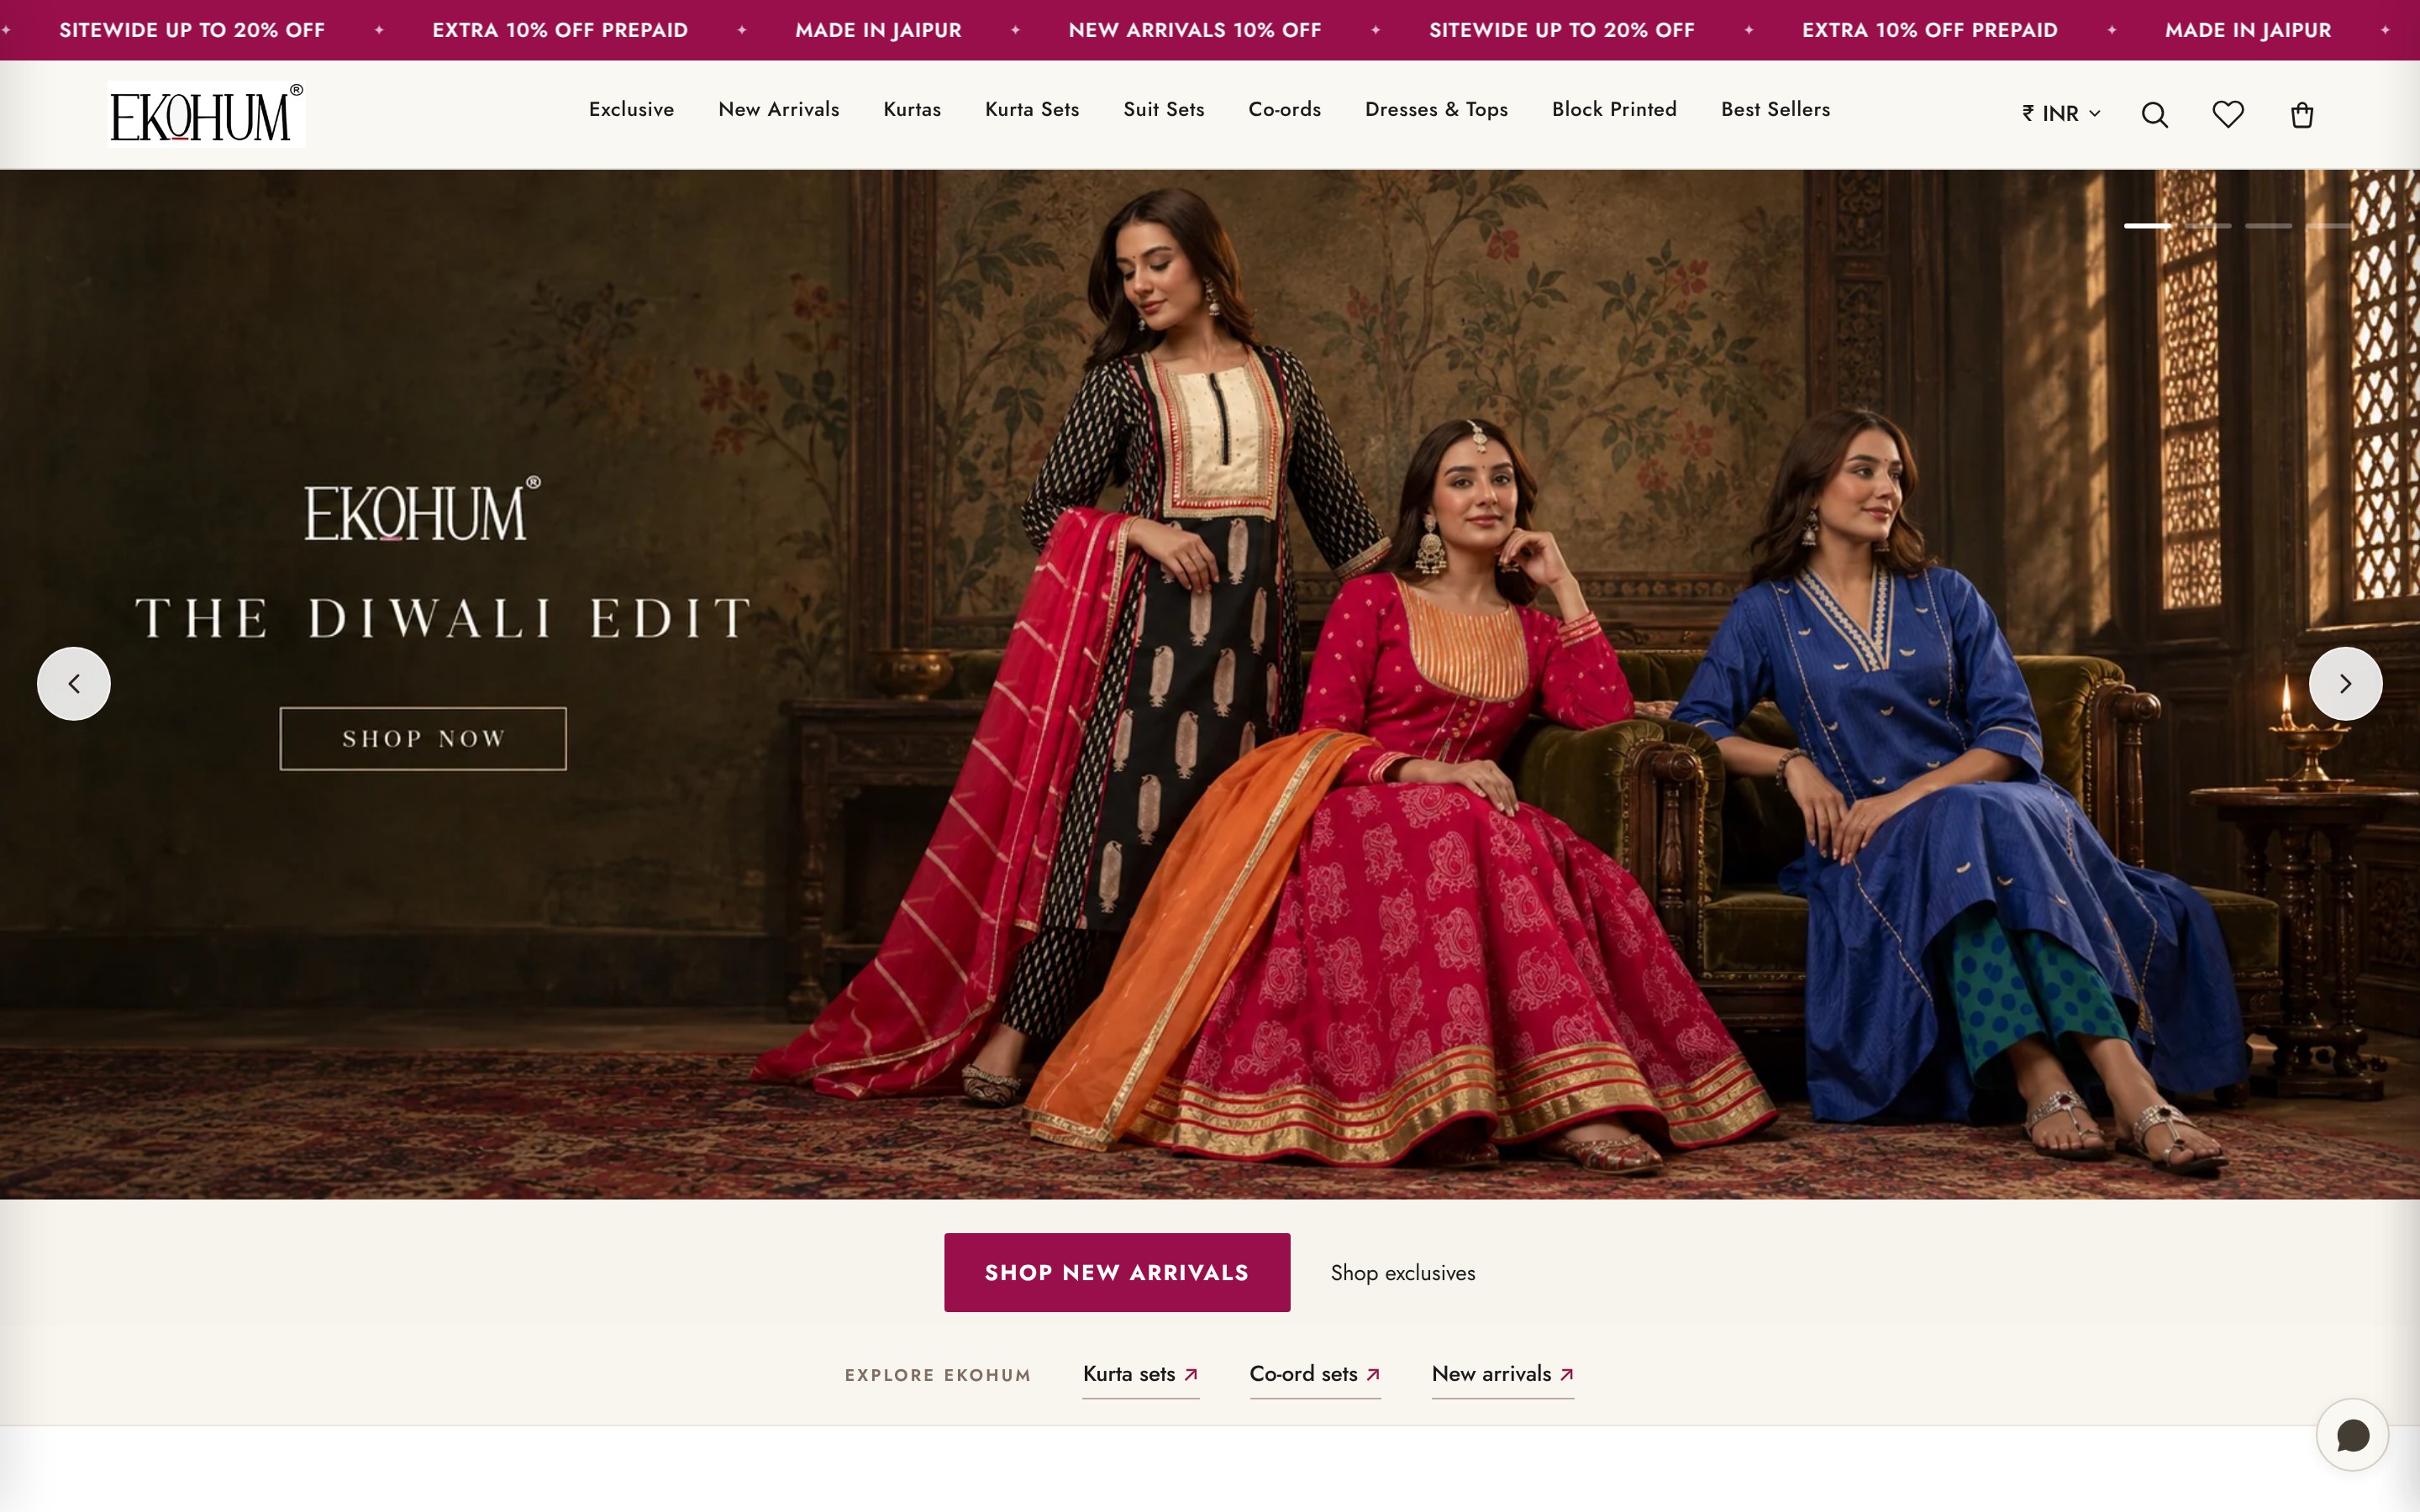 SITEWIDE UP TO 20% OFF ✦ EXTRA 10% OFF PREPAID ✦ MADE IN JAIPUR ✦ NEW ARRIVALS 10% OFF ✦ SITEWIDE UP TO 20% OFF ✦ EXTRA 10% OFF PREPAID ✦ MADE IN JAIPUR
EKOHUM®
Exclusive New Arrivals Kurtas Kurta Sets Suit Sets Co-ords Dresses & Tops Block Printed Best Sellers
₹ INR
EKOHUM®
THE DIWALI EDIT
SHOP NOW
SHOP NEW ARRIVALS
Shop exclusives
EXPLORE EKOHUM
Kurta sets
Co-ord sets
New arrivals